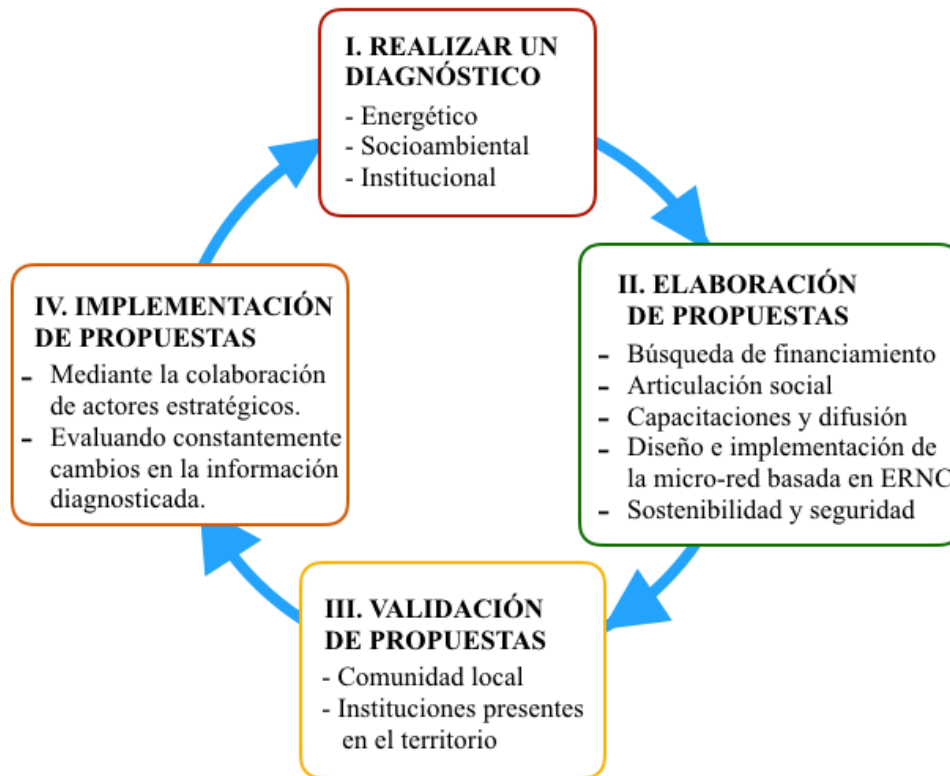 I. REALIZAR UN
DIAGNÓSTICO
- Energético
- Socioambiental
- Institucional
II. ELABORACIÓN
DE PROPUESTAS
- Búsqueda de financiamiento
- Articulación social
- Capacitaciones y difusión
- Diseño e implementación de
la micro-red basada en ERNC
- Sostenibilidad y seguridad
III. VALIDACIÓN
DE PROPUESTAS
- Comunidad local
- Instituciones presentes
en el territorio
IV. IMPLEMENTACIÓN
DE PROPUESTAS
- Mediante la colaboración
de actores estratégicos.
- Evaluando constantemente
cambios en la información
diagnosticada.